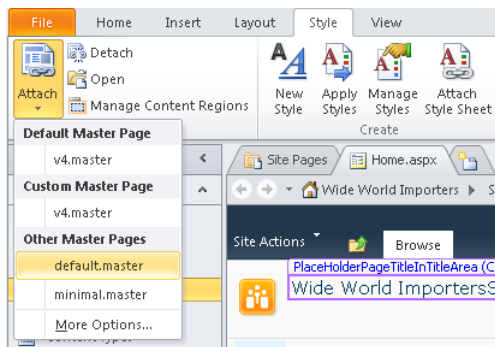 File Home Insert Layout Style View
Detach
Open
Manage Content Regions
Attach
New Style
Apply Styles
Manage Styles
Attach Style Sheet
Create
Default Master Page
v4.master
Custom Master Page
v4.master
Other Master Pages
default.master
minimal.master
More Options...
Site Pages Home.aspx
Wide World Importers
Site Actions Browse
PlaceHolderPageTitleInTitleArea (C
Wide World ImportersS